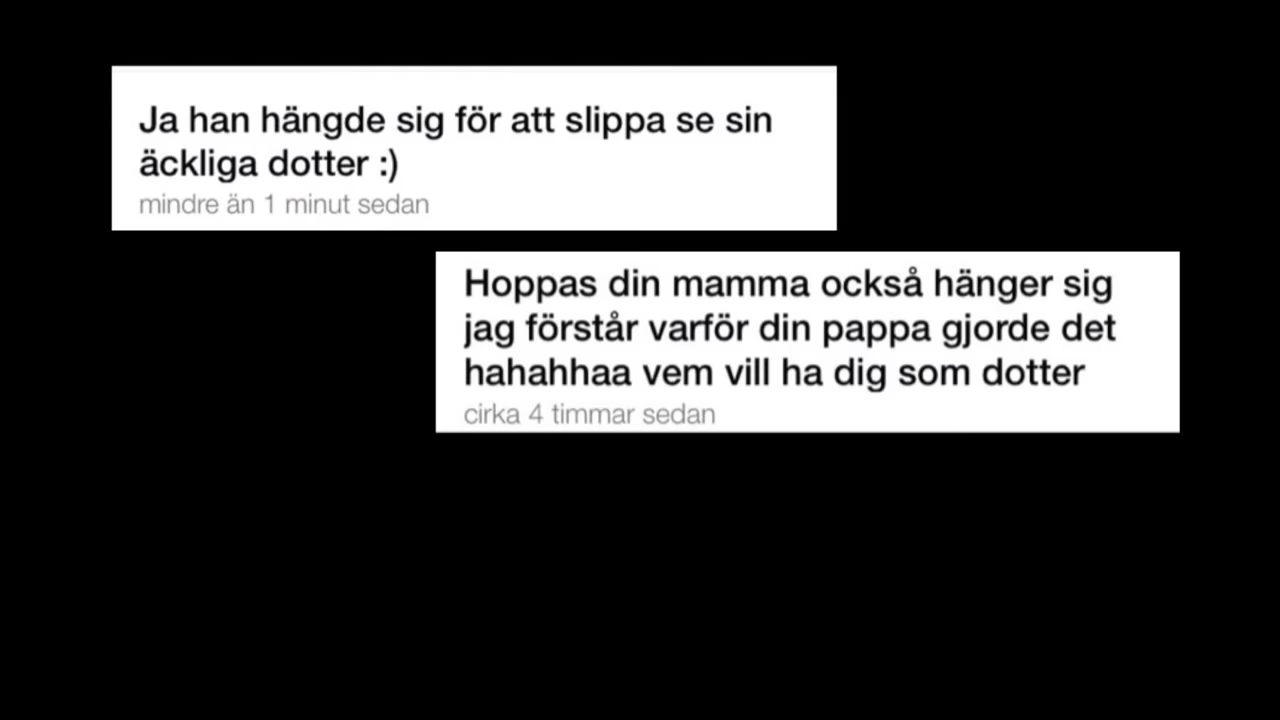 Ja han hängde sig för att slippa se sin
äckliga dotter :)
mindre än 1 minut sedan
Hoppas din mamma också hänger sig
jag förstår varför din pappa gjorde det
hahahhaa vem vill ha dig som dotter
cirka 4 timmar sedan